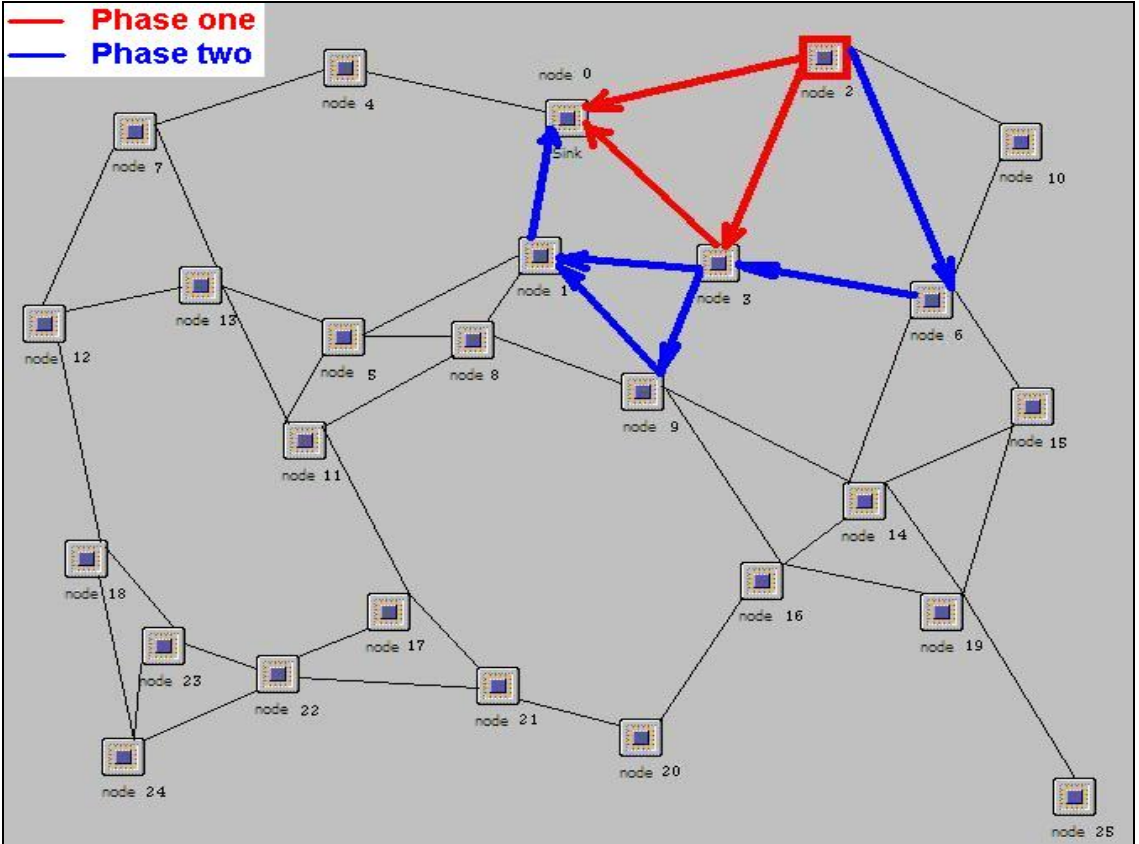 Phase one
Phase two
node 0
node 2
node 4
Sink
node 7
node 10
node 1
node 3
node 13
node 6
node 12
node 5
node 8
node 9
node 15
node 11
node 14
node 18
node 16
node 17
node 19
node 23
node 22
node 21
node 20
node 24
node 25